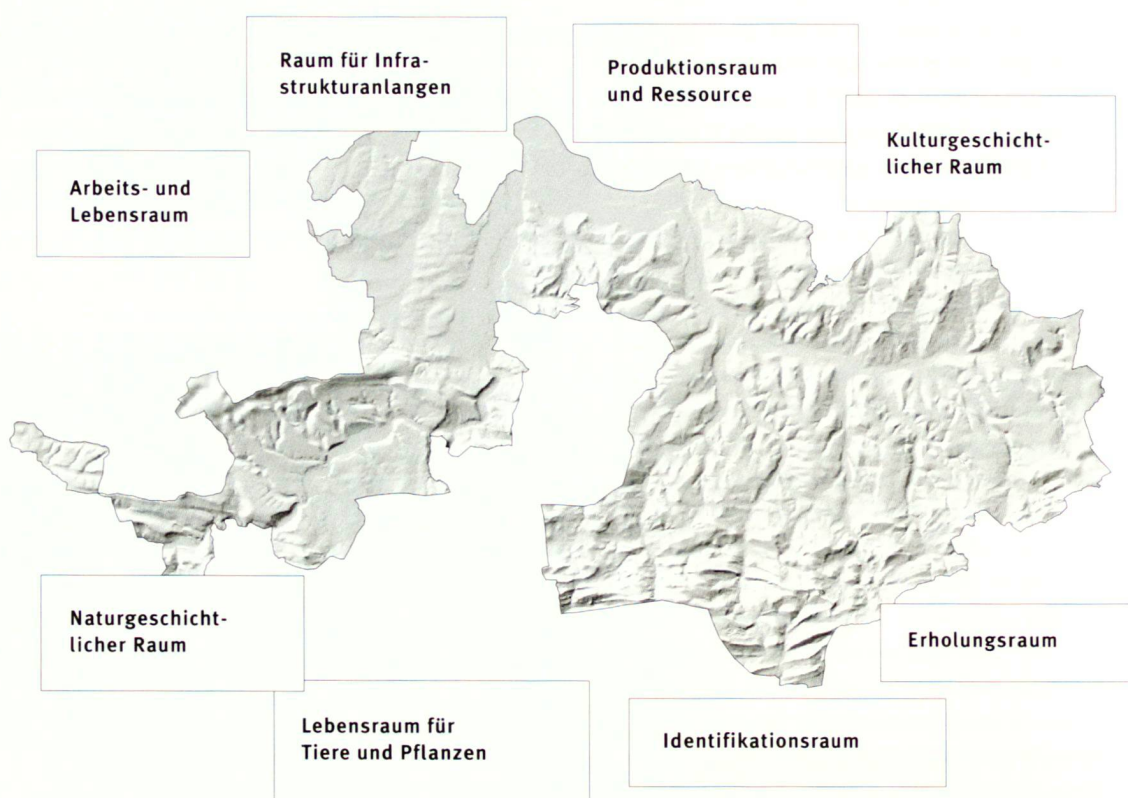 Raum für Infra-
strukturanlangen
Produktionsraum
und Ressource
Kulturgeschicht-
licher Raum
Arbeits- und
Lebensraum
Naturgeschicht-
licher Raum
Erholungsraum
Lebensraum für
Tiere und Pflanzen
Identifikationsraum